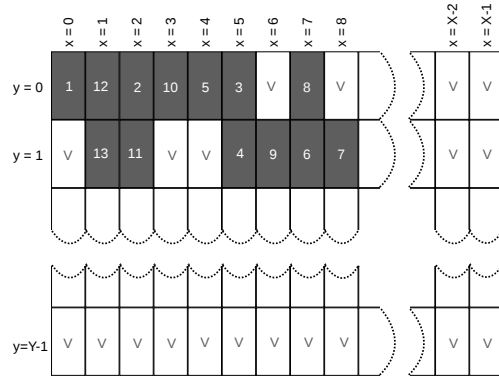 x = 0 x = 1 x = 2 x = 3 x = 4 x = 5 x = 6 x = 7 x = 8 x = X-2 x = X-1
y = 0 1 12 2 10 5 3 V 8 V V V
y = 1 V 13 11 V V 4 9 6 7 V V
y=Y-1 V V V V V V V V V V V